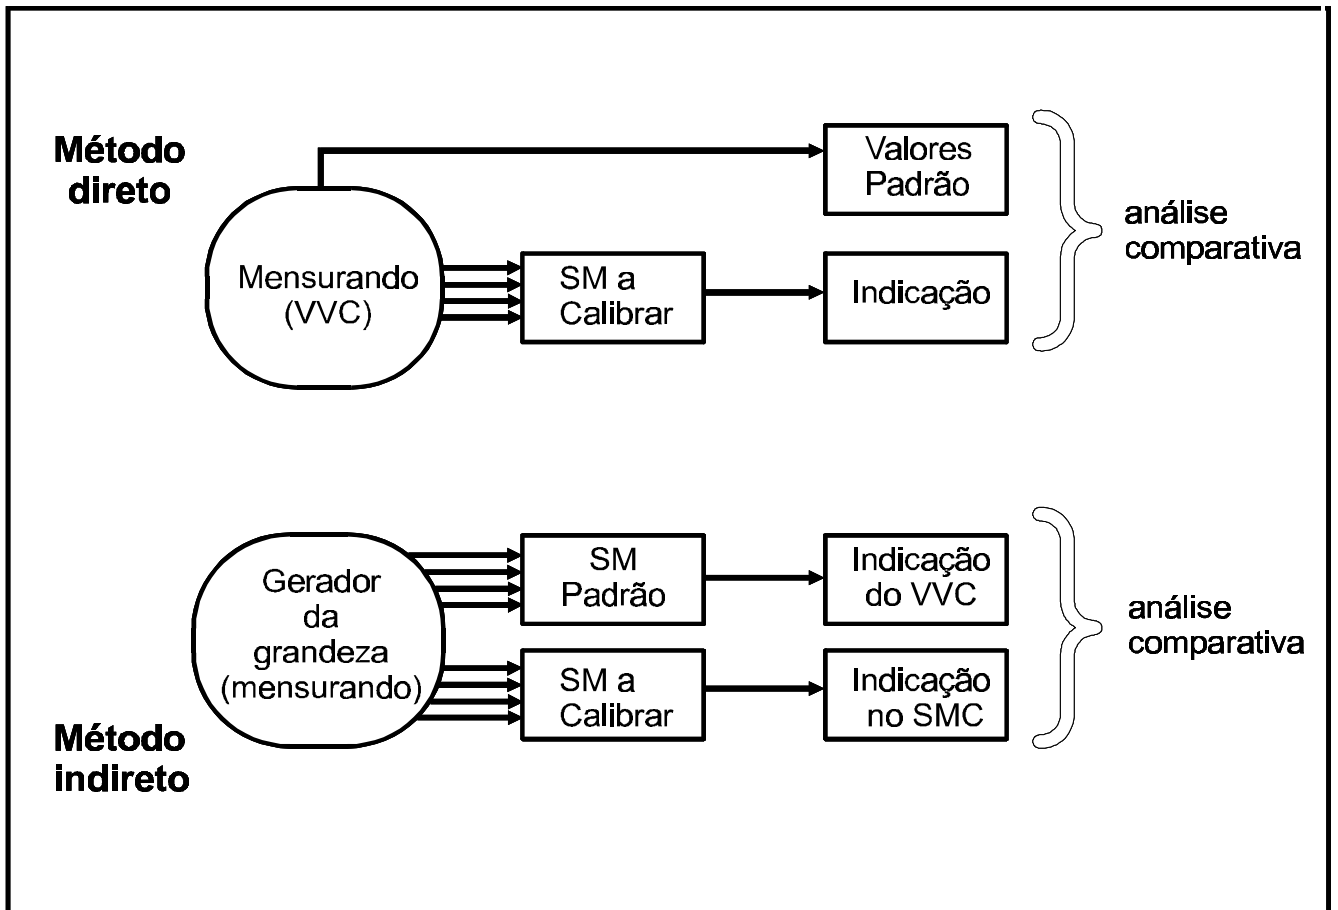 Método
direto
Mensurando
(VVC)
SM a
Calibrar
Valores
Padrão
Indicação
análise
comparativa
Gerador
da
grandeza
(mensurando)
SM
Padrão
Indicação
do VVC
SM a
Calibrar
Indicação
no SMC
análise
comparativa
Método
indireto